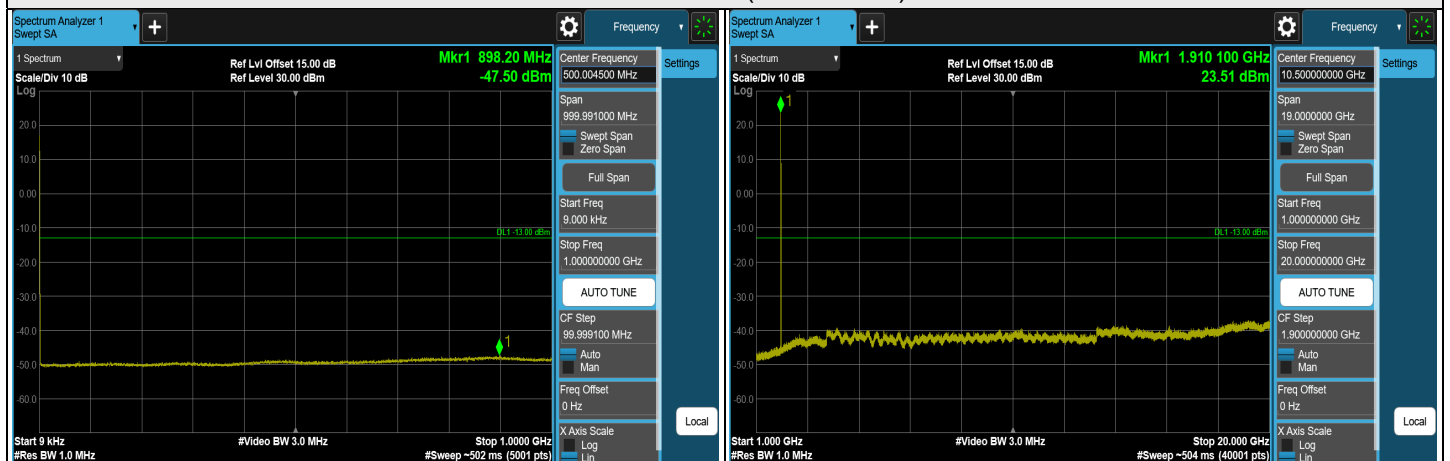 Spectrum Analyzer 1
Swept SA
Frequency
1 Spectrum
Scale/Div 10 dB
Log
Ref Lvl Offset 15.00 dB
Ref Level 30.00 dBm
Mkr1 898.20 MHz
-47.50 dBm
1
20.0
10.0
0.00
-10.0
-20.0
-30.0
-40.0
-50.0
-60.0
DL1 -13.00 dBm
Start 9 kHz
#Res BW 1.0 MHz
#Video BW 3.0 MHz
Stop 1.0000 GHz
#Sweep ~502 ms (5001 pts)
Center Frequency
500.004500 MHz
Span
999.991000 MHz
Swept Span
Zero Span
Full Span
Start Freq
9.000 kHz
Stop Freq
1.000000000 GHz
AUTO TUNE
CF Step
99.999100 MHz
Auto
Man
Freq Offset
0 Hz
X Axis Scale
Log
Lin
Settings
Local
Spectrum Analyzer 1
Swept SA
Frequency
1 Spectrum
Scale/Div 10 dB
Log
Ref Lvl Offset 15.00 dB
Ref Level 30.00 dBm
Mkr1 1.910 100 GHz
23.51 dBm
1
20.0
10.0
0.00
-10.0
-20.0
-30.0
-40.0
-50.0
-60.0
DL1 -13.00 dBm
Start 1.000 GHz
#Res BW 1.0 MHz
#Video BW 3.0 MHz
Stop 20.000 GHz
#Sweep ~504 ms (40001 pts)
Center Frequency
10.500000000 GHz
Span
19.0000000 GHz
Swept Span
Zero Span
Full Span
Start Freq
1.000000000 GHz
Stop Freq
20.000000000 GHz
AUTO TUNE
CF Step
1.900000000 GHz
Auto
Man
Freq Offset
0 Hz
X Axis Scale
Log
Lin
Settings
Local